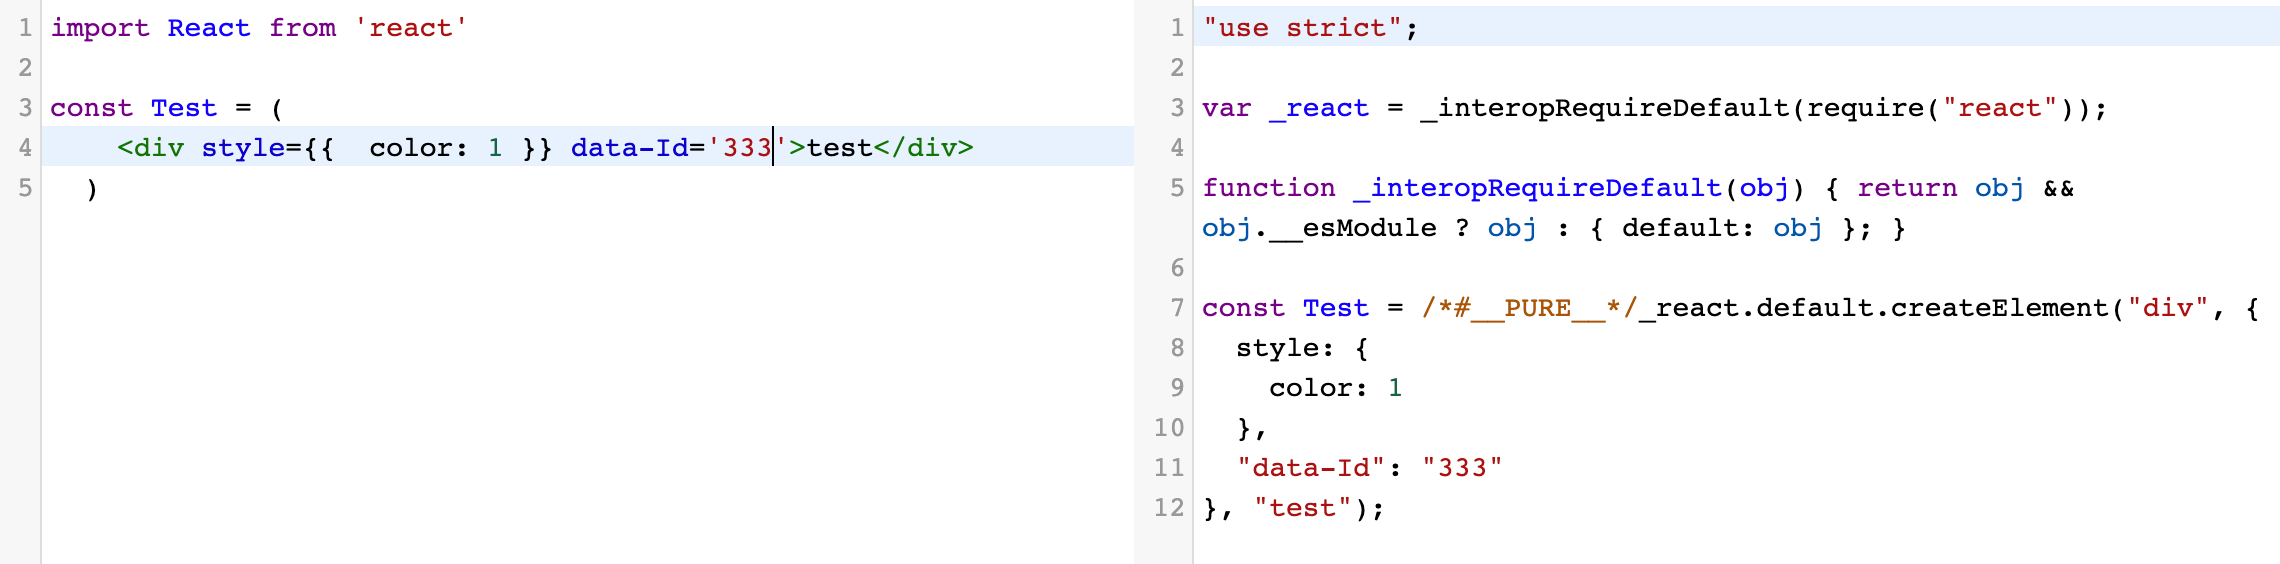 1 import React from 'react'
2
3 const Test = (
4     <div style={{  color: 1 }} data-Id='333'>test</div>
5   )
1 "use strict";
2
3 var _react = _interopRequireDefault(require("react"));
4
5 function _interopRequireDefault(obj) { return obj &&
obj.__esModule ? obj : { default: obj }; }
6
7 const Test = /*#__PURE__*/_react.default.createElement("div", {
8   style: {
9     color: 1
10   },
11   "data-Id": "333"
12 }, "test");